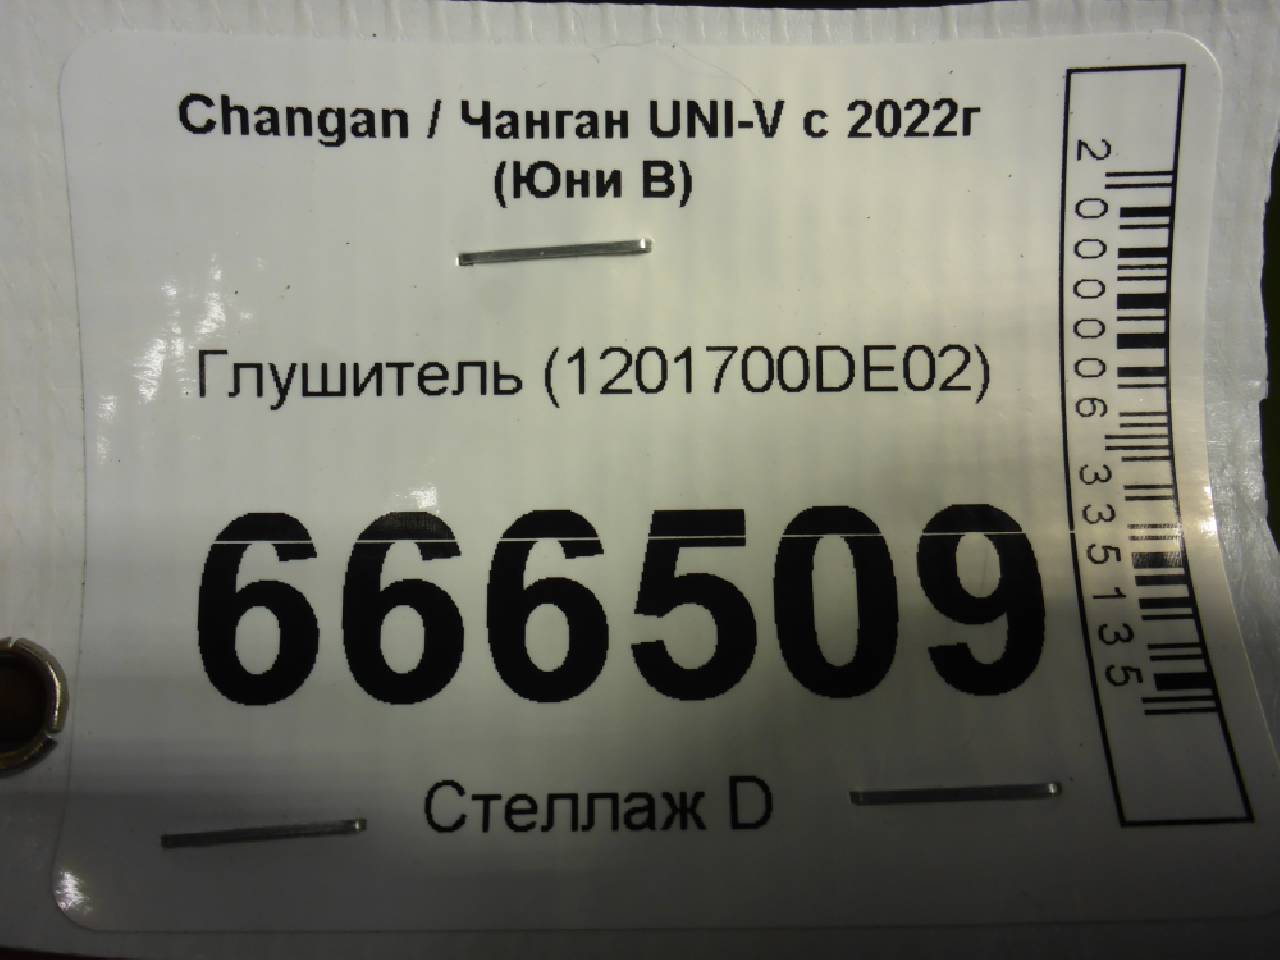 Changan / Чанган UNI-V с 2022г
(Юни В)
Глушитель (1201700DE02)
666509
Стеллаж D
2000006335135